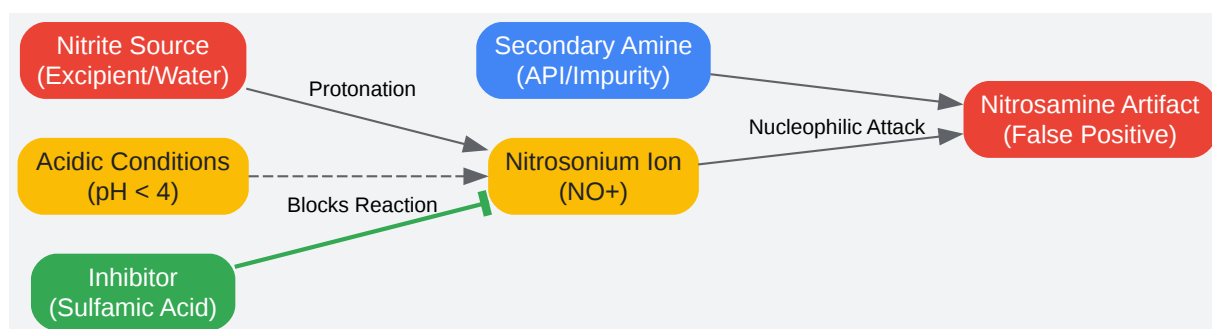 Nitrite Source
(Excipient/Water)
Secondary Amine
(API/Impurity)
Protonation
Nitrosamine Artifact
(False Positive)
Nucleophilic Attack
Acidic Conditions
(pH < 4)
Nitrosonium Ion
(NO+)
Blocks Reaction
Inhibitor
(Sulfamic Acid)